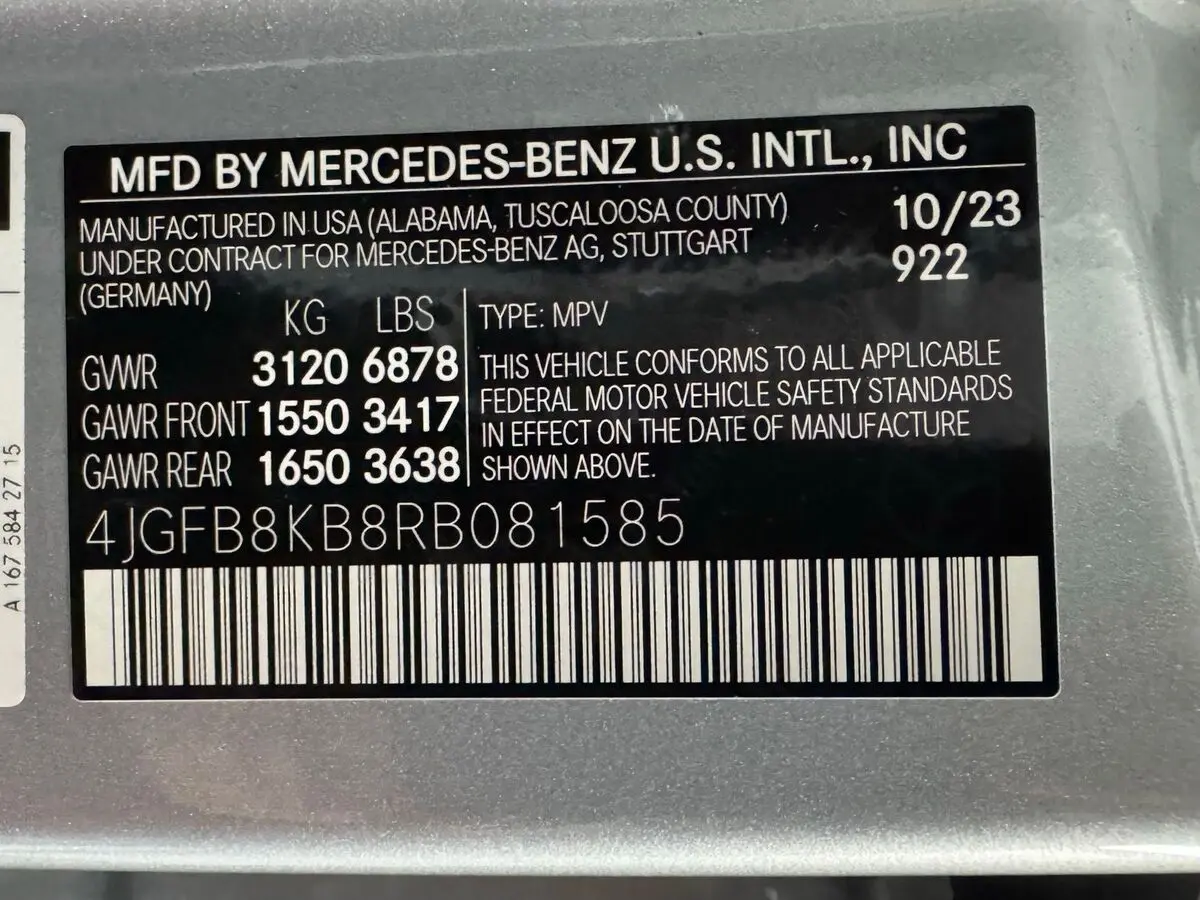 MFD BY MERCEDES-BENZ U.S. INTL., INC
MANUFACTURED IN USA (ALABAMA, TUSCALOOSA COUNTY)
UNDER CONTRACT FOR MERCEDES-BENZ AG, STUTTGART
(GERMANY)
10/23
922
KG LBS
GVWR 3120 6878
GAWR FRONT 1550 3417
GAWR REAR 1650 3638
TYPE: MPV
THIS VEHICLE CONFORMS TO ALL APPLICABLE
FEDERAL MOTOR VEHICLE SAFETY STANDARDS
IN EFFECT ON THE DATE OF MANUFACTURE
SHOWN ABOVE.
4JGFB8KB8RB081585
A 167 584 27 15